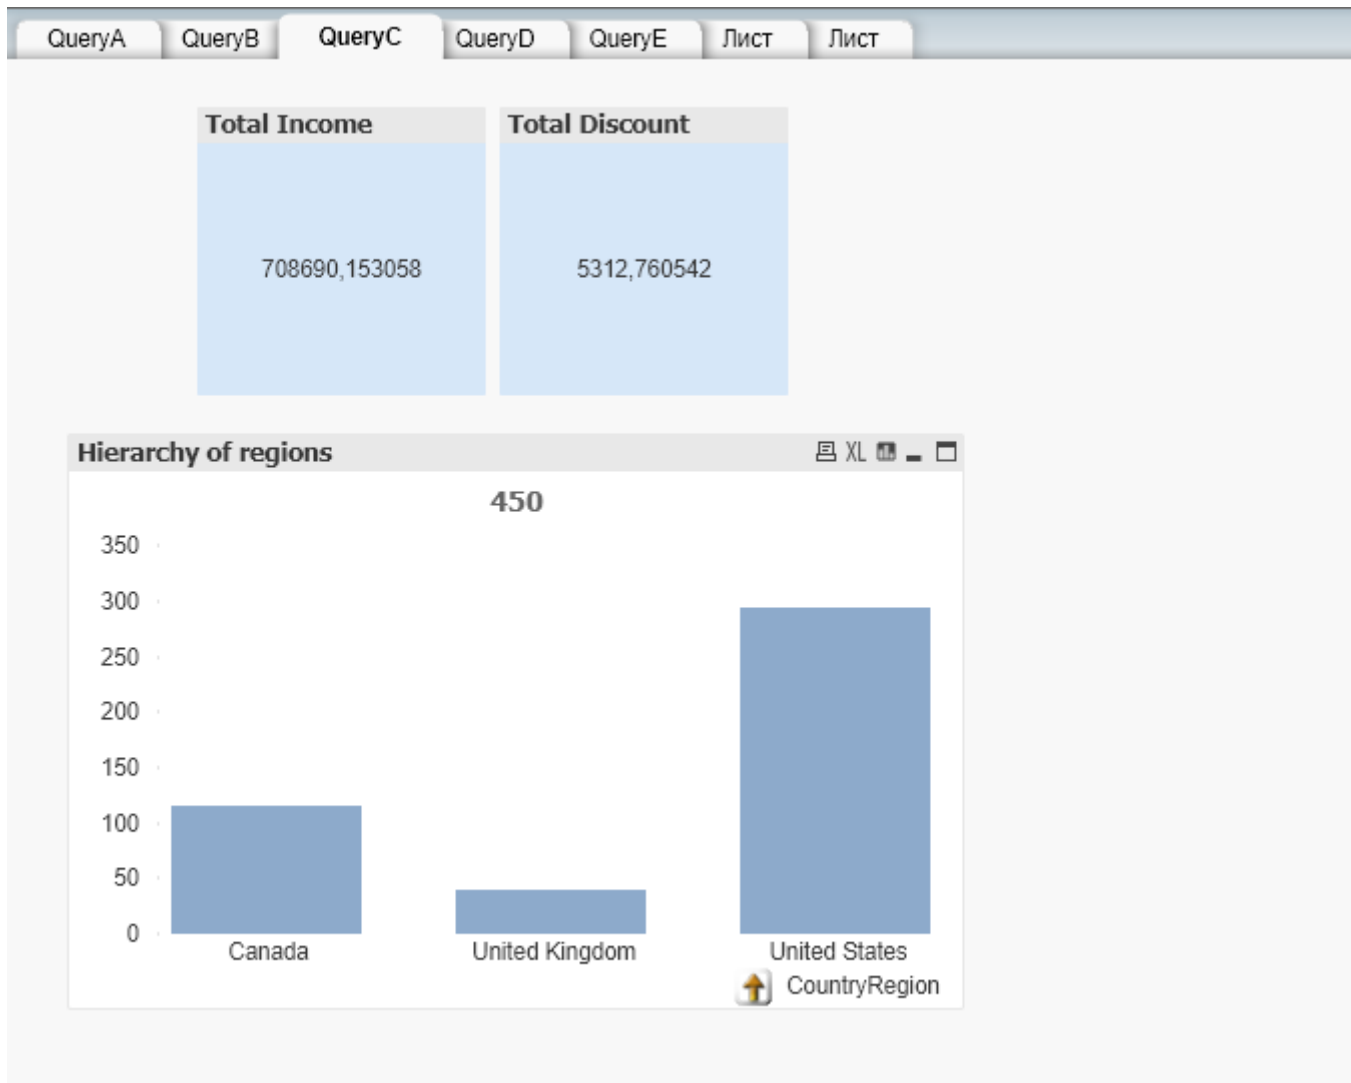 QueryA QueryB QueryC QueryD QueryE Лист Лист
Total Income Total Discount
708690,153058 5312,760542
Hierarchy of regions XL
450
350
300
250
200
150
100
50
0
Canada United Kingdom United States
CountryRegion